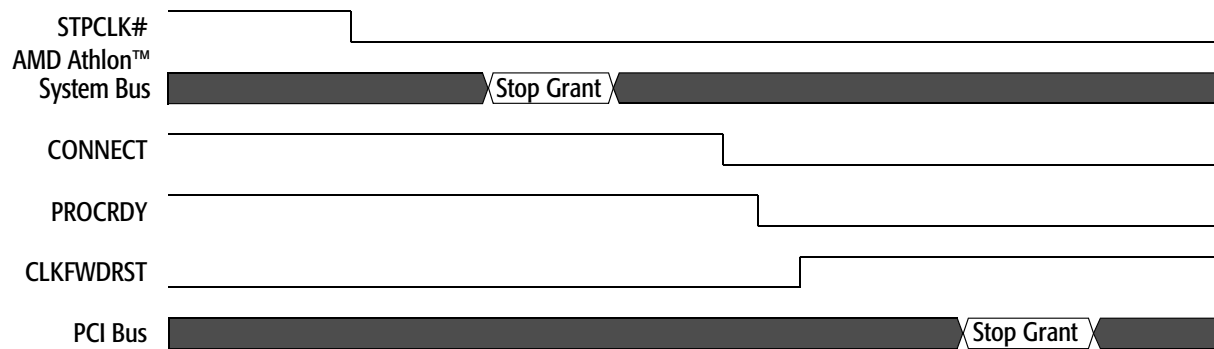 STPCLK#
AMD Athlon™
System Bus
Stop Grant
CONNECT
PROCRDY
CLKFWDRST
PCI Bus
Stop Grant